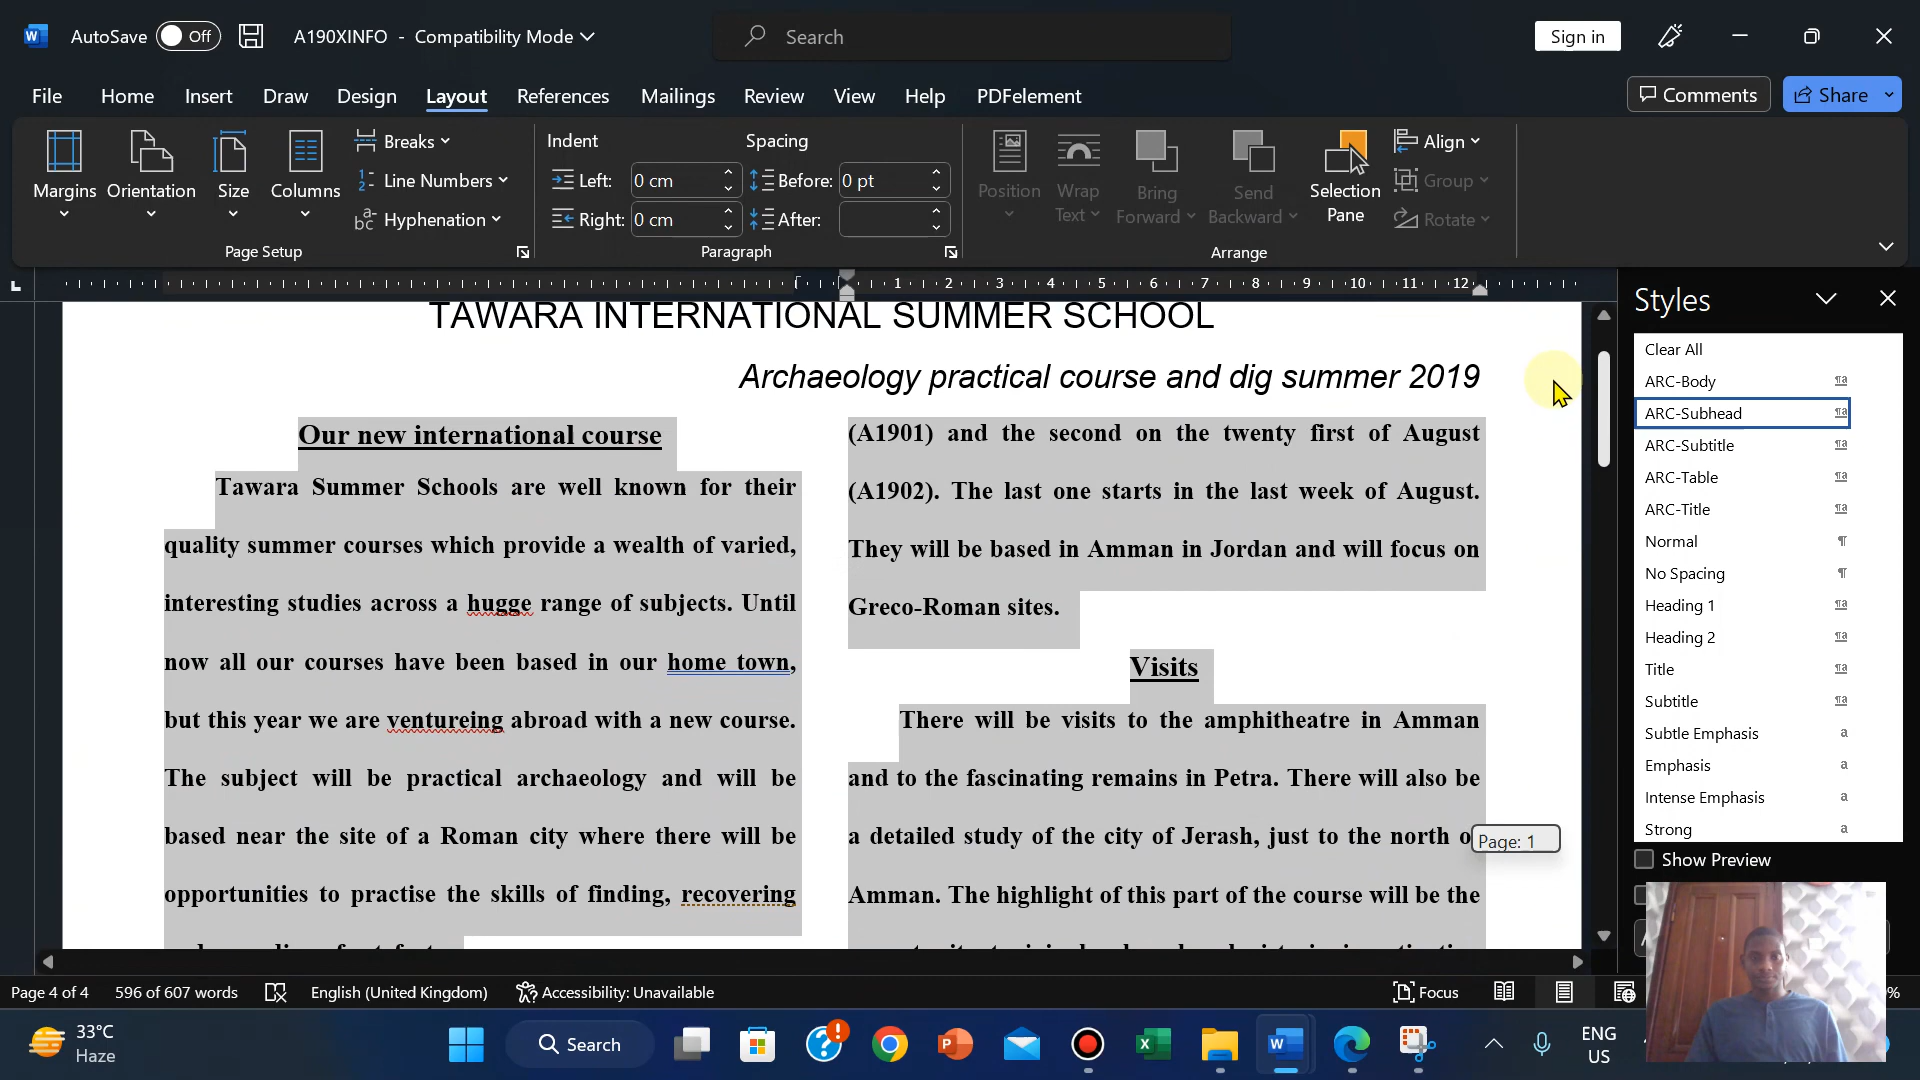 AutoSave Off A190XINFO - Compatibility Mode Search Sign in
File Home Insert Draw Design Layout References Mailings Review View Help PDFelement Comments Share
Margins Orientation Size Columns
Breaks
Line Numbers
Hyphenation
Page Setup
Indent Spacing
Left: 0 cm Before: 0 pt
Right: 0 cm After:
Paragraph
Position Wrap Text Bring Forward Send Backward Selection Pane
Align
Group
Rotate
Arrange
1 2 3 4 5 6 7 8 9 10 11 12
TAWARA INTERNATIONAL SUMMER SCHOOL
Archaeology practical course and dig summer 2019
Our new international course
Tawara Summer Schools are well known for their
quality summer courses which provide a wealth of varied,
interesting studies across a hugge range of subjects. Until
now all our courses have been based in our home town,
but this year we are ventureing abroad with a new course.
The subject will be practical archaeology and will be
based near the site of a Roman city where there will be
opportunities to practise the skills of finding, recovering
(A1901) and the second on the twenty first of August
(A1902). The last one starts in the last week of August.
They will be based in Amman in Jordan and will focus on
Greco-Roman sites.
Visits
There will be visits to the amphitheatre in Amman
and to the fascinating remains in Petra. There will also be
a detailed study of the city of Jerash, just to the north o
Amman. The highlight of this part of the course will be the
Page: 1
Styles
Clear All
ARC-Body
ARC-Subhead
ARC-Subtitle
ARC-Table
ARC-Title
Normal
No Spacing
Heading 1
Heading 2
Title
Subtitle
Subtle Emphasis
Emphasis
Intense Emphasis
Strong
Show Preview
Page 4 of 4 596 of 607 words English (United Kingdom) Accessibility: Unavailable Focus %
33°C
Haze
Search
ENG
US